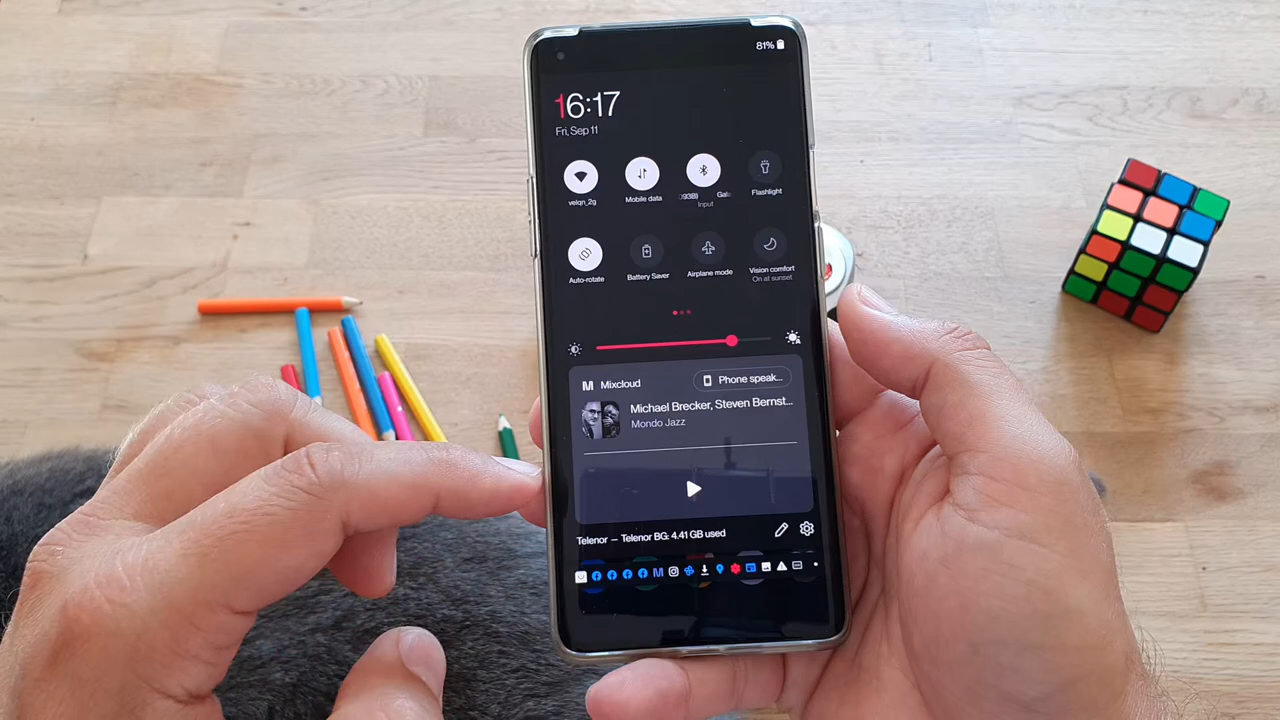 81%
16:17
Fri, Sep 11
velqn_2g
Mobile data
Input
Flashlight
Auto-rotate
Battery Saver
Airplane mode
Vision comfort
On at sunset
M Mixcloud
Phone speak...
Michael Brecker, Steven Bernst...
Mondo Jazz
Telenor — Telenor BG: 4.41 GB used